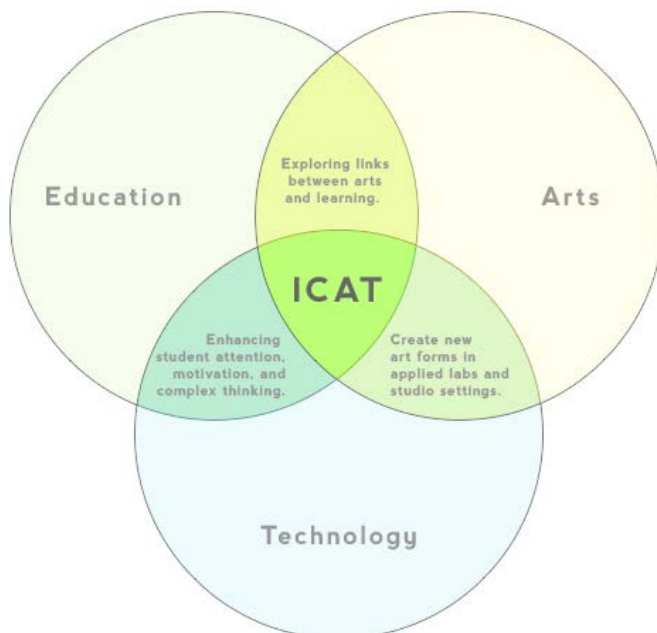 Exploring links
between arts
and learning.
Education
Arts
ICAT
Enhancing
student attention,
motivation, and
complex thinking.
Create new
art forms in
applied labs and
studio settings.
Technology